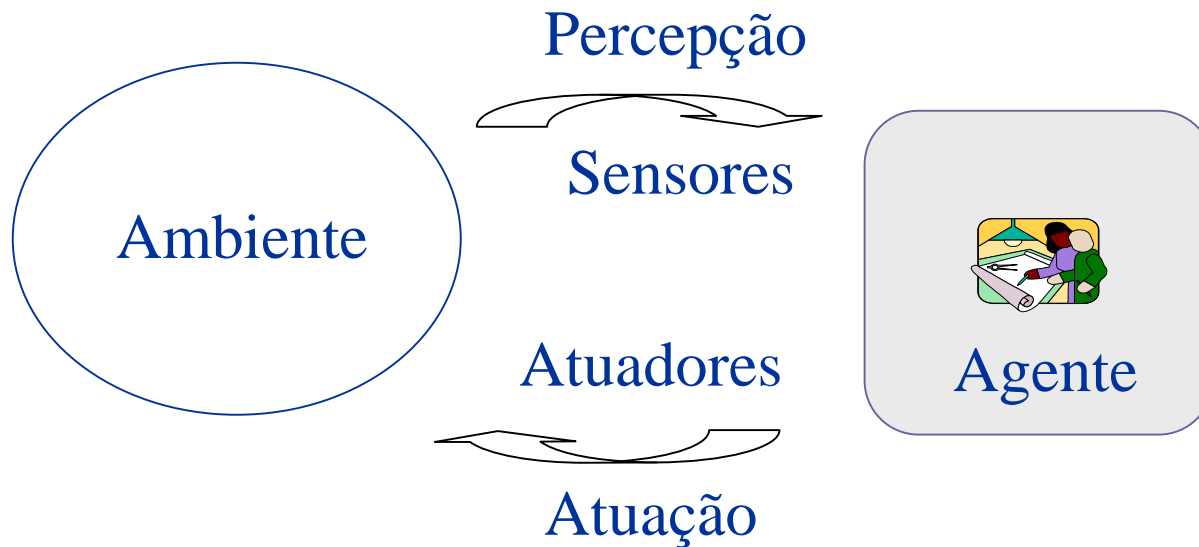 Percepção
Sensores
Ambiente
Atuadores
Agente
Atuação